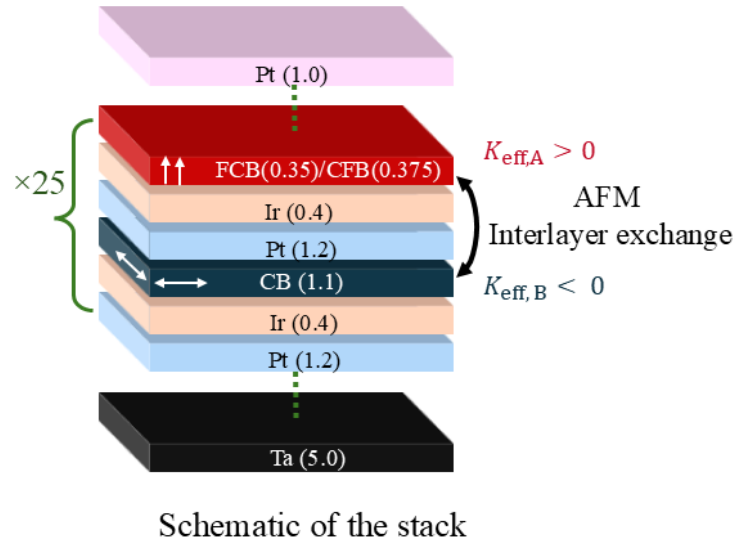 Pt (1.0)
×25
FCB(0.35)/CFB(0.375)
K_eff,A > 0
Ir (0.4)
AFM
Interlayer exchange
Pt (1.2)
CB (1.1)
K_eff, B < 0
Ir (0.4)
Pt (1.2)
Ta (5.0)
Schematic of the stack